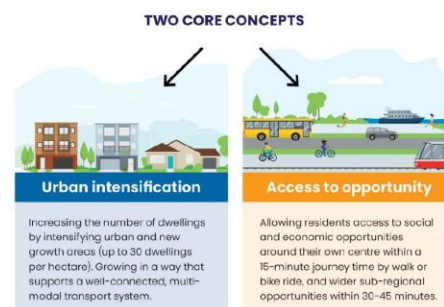 TWO CORE CONCEPTS
Urban intensification
Increasing the number of dwellings
by intensifying urban and new
growth areas (up to 30 dwellings
per hectare). Growing in a way that
supports a well-connected, multi-
modal transport system.
Access to opportunity
Allowing residents access to social
and economic opportunities
around their own centre within a
15-minute journey time by walk or
bike ride, and wider sub-regional
opportunities within 30-45 minutes.